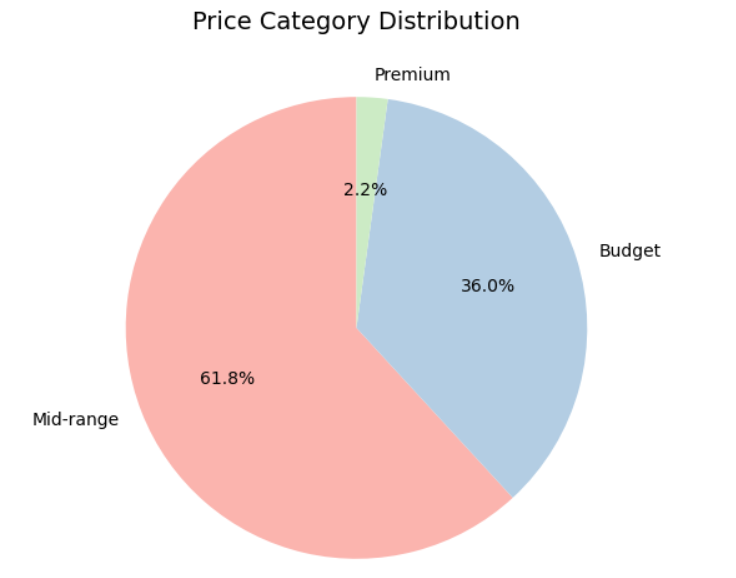 Price Category Distribution
Premium
2.2%
Budget
36.0%
61.8%
Mid-range